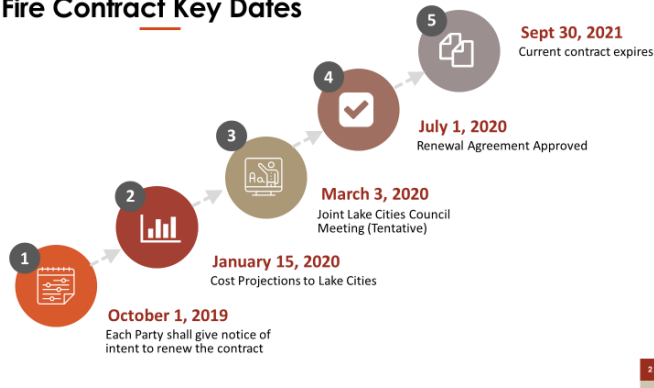 Fire Contract Key Dates
5
Sept 30, 2021
Current contract expires
4
July 1, 2020
Renewal Agreement Approved
3
Aa
March 3, 2020
Joint Lake Cities Council
Meeting (Tentative)
2
January 15, 2020
Cost Projections to Lake Cities
1
October 1, 2019
Each Party shall give notice of
intent to renew the contract
2